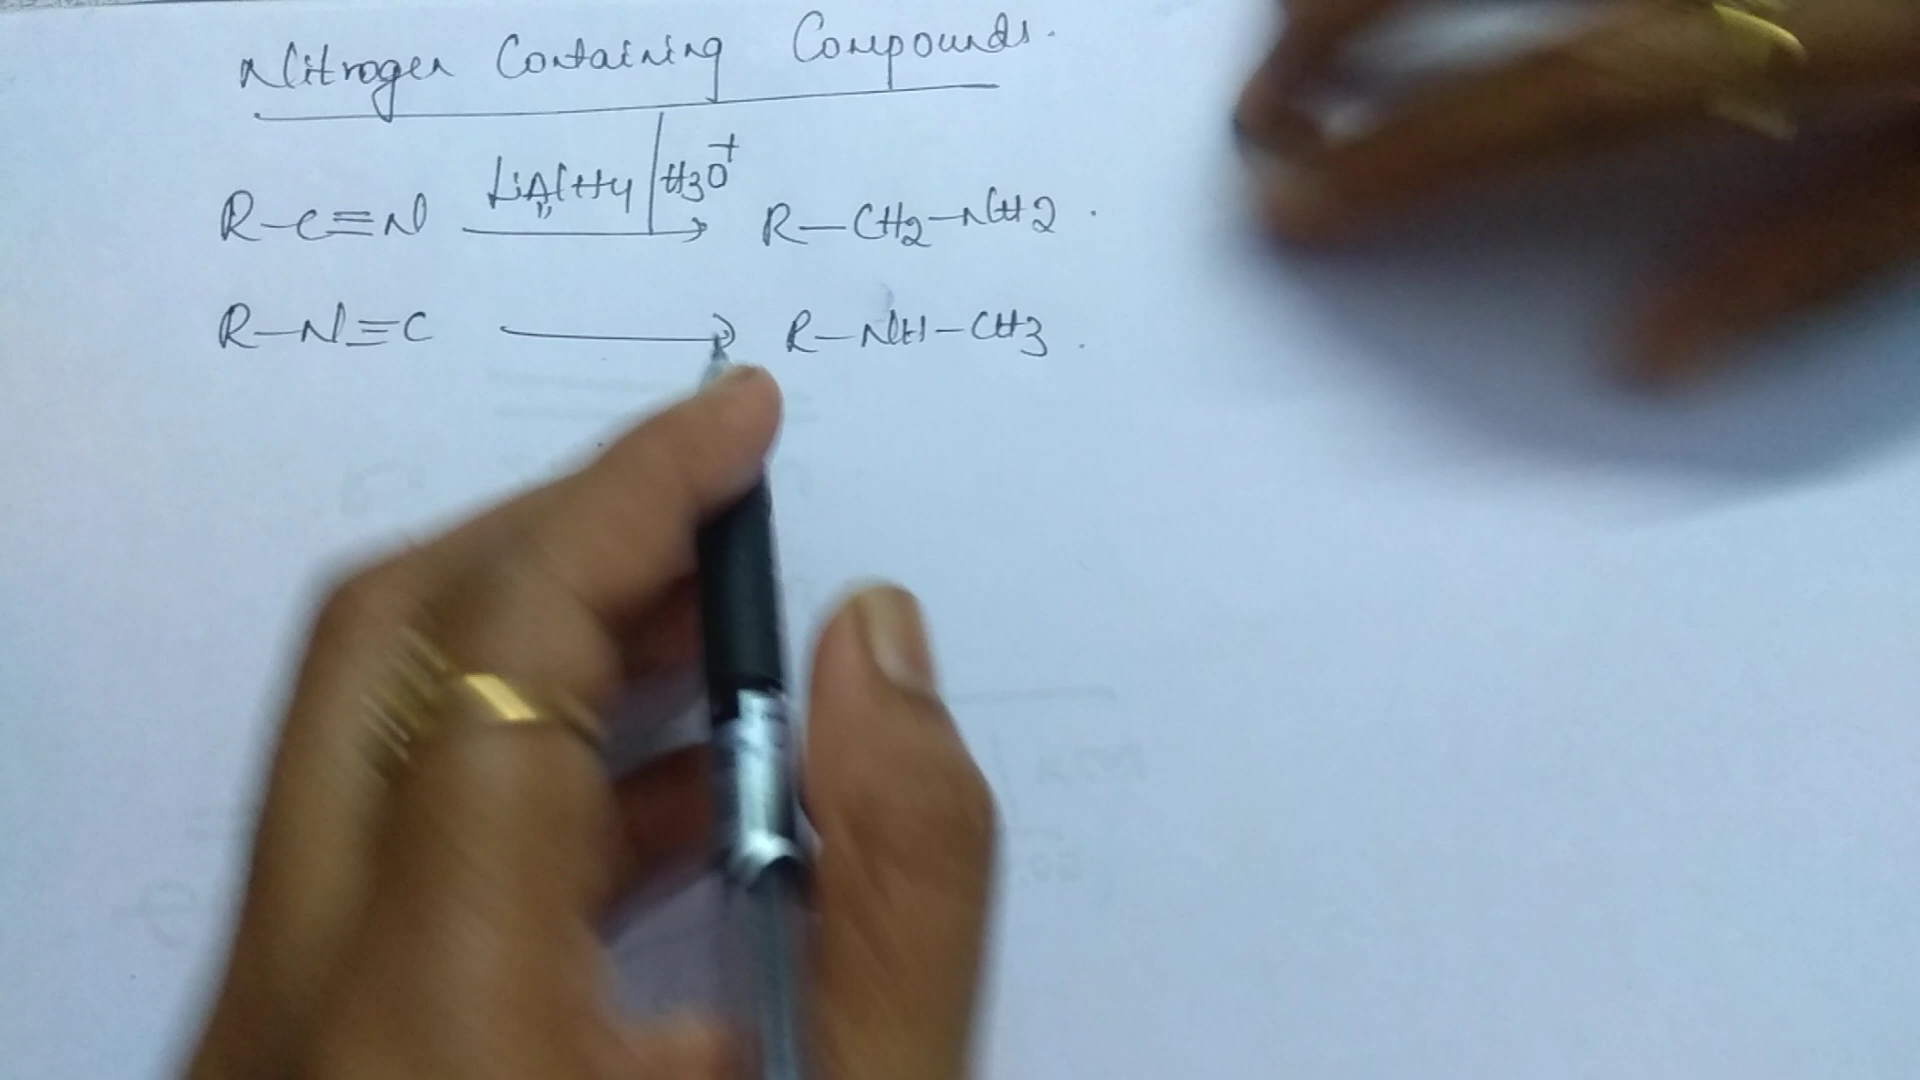 Nitrogen Containing Compounds.
R-C≡N LiAlH4 | H3O+ → R-CH2-NH2.
R-N≡C → R-NH-CH3.